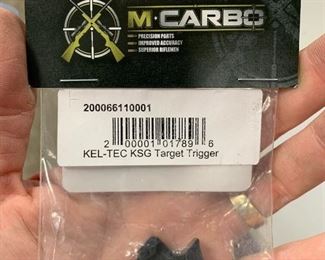 M·CARBO
PRECISION PARTS
IMPROVED ACCURACY
SUPERIOR RIFLEMEN
200066110001
2 00001 01789 6
KEL-TEC KSG Target Trigger